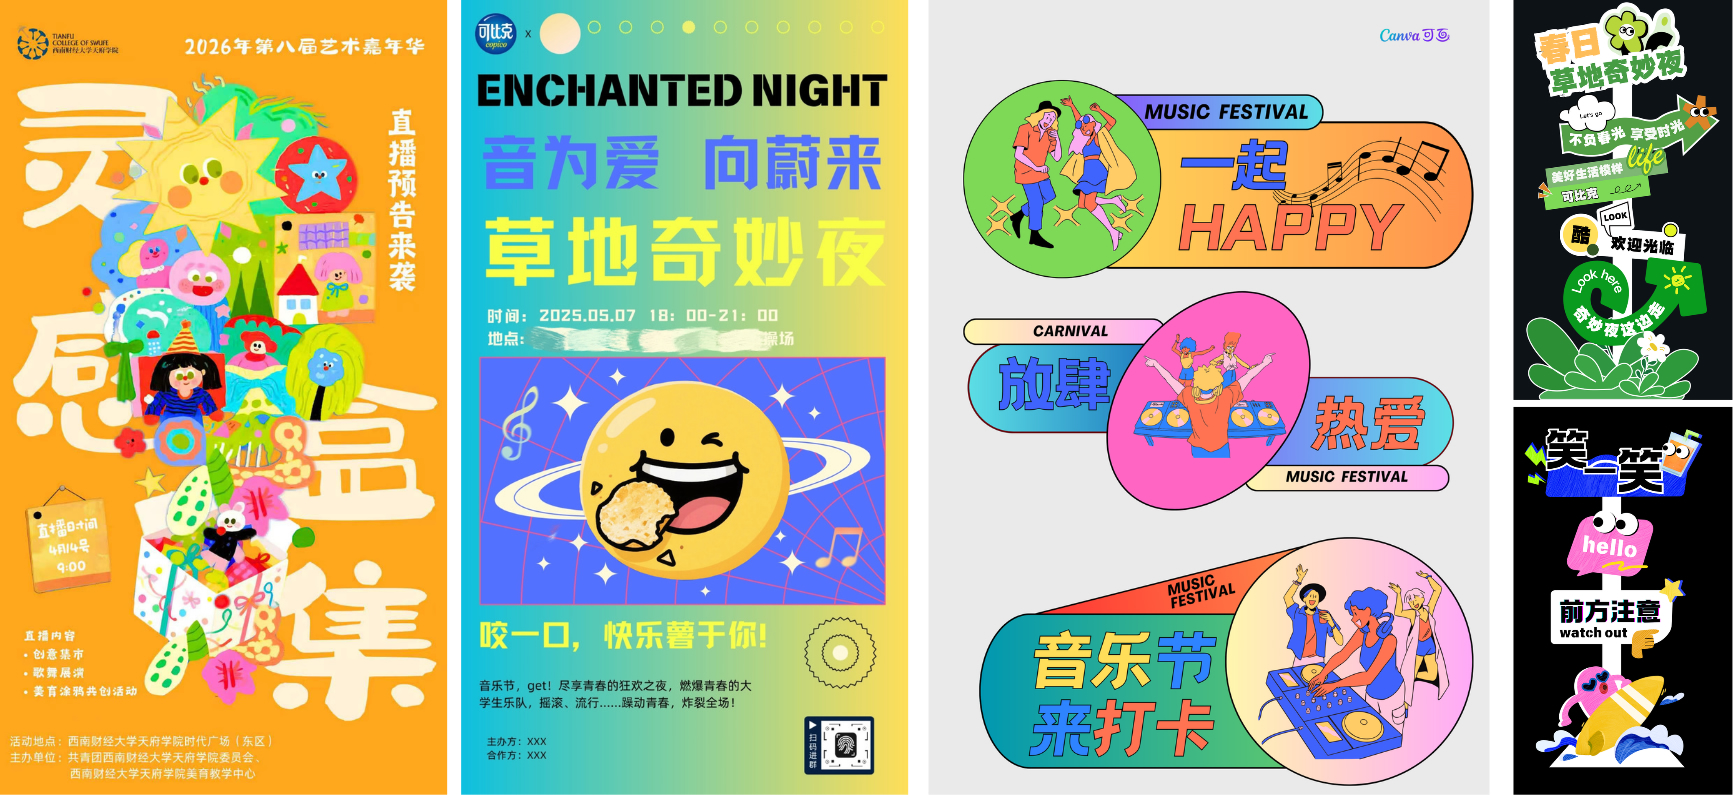 TIANFU
COLLEGE OF SWUFE
西南财经大学天府学院
2026年第八届艺术嘉年华
直播预告来袭
灵感盒集
直播日时间
4月14号
9:00
直播内容
• 创意集市
• 歌舞展演
• 美育涂鸦共创活动
活动地点：西南财经大学天府学院时代广场（东区）
主办单位：共青团西南财经大学天府学院委员会、
西南财经大学天府学院美育教学中心
可比克
copico
x
ENCHANTED NIGHT
音为爱 向蔚来
草地奇妙夜
时间：2025.05.07 18：00-21：00
地点：
操场
咬一口，快乐薯于你！
音乐节，get！尽享青春的狂欢之夜，燃爆青春的大
学生乐队，摇滚、流行......躁动青春，炸裂全场！
主办方：XXX
合作方：XXX
扫码进群
Canva可画
MUSIC FESTIVAL
一起
HAPPY
CARNIVAL
放肆
热爱
MUSIC FESTIVAL
MUSIC
FESTIVAL
音乐节
来打卡
春日
草地奇妙夜
Let's go
不负春光 享受时光
life
美好生活模样
可比克
LOOK
酷
欢迎光临
Look here
奇妙夜这边走
笑一笑
hello
前方注意
watch out